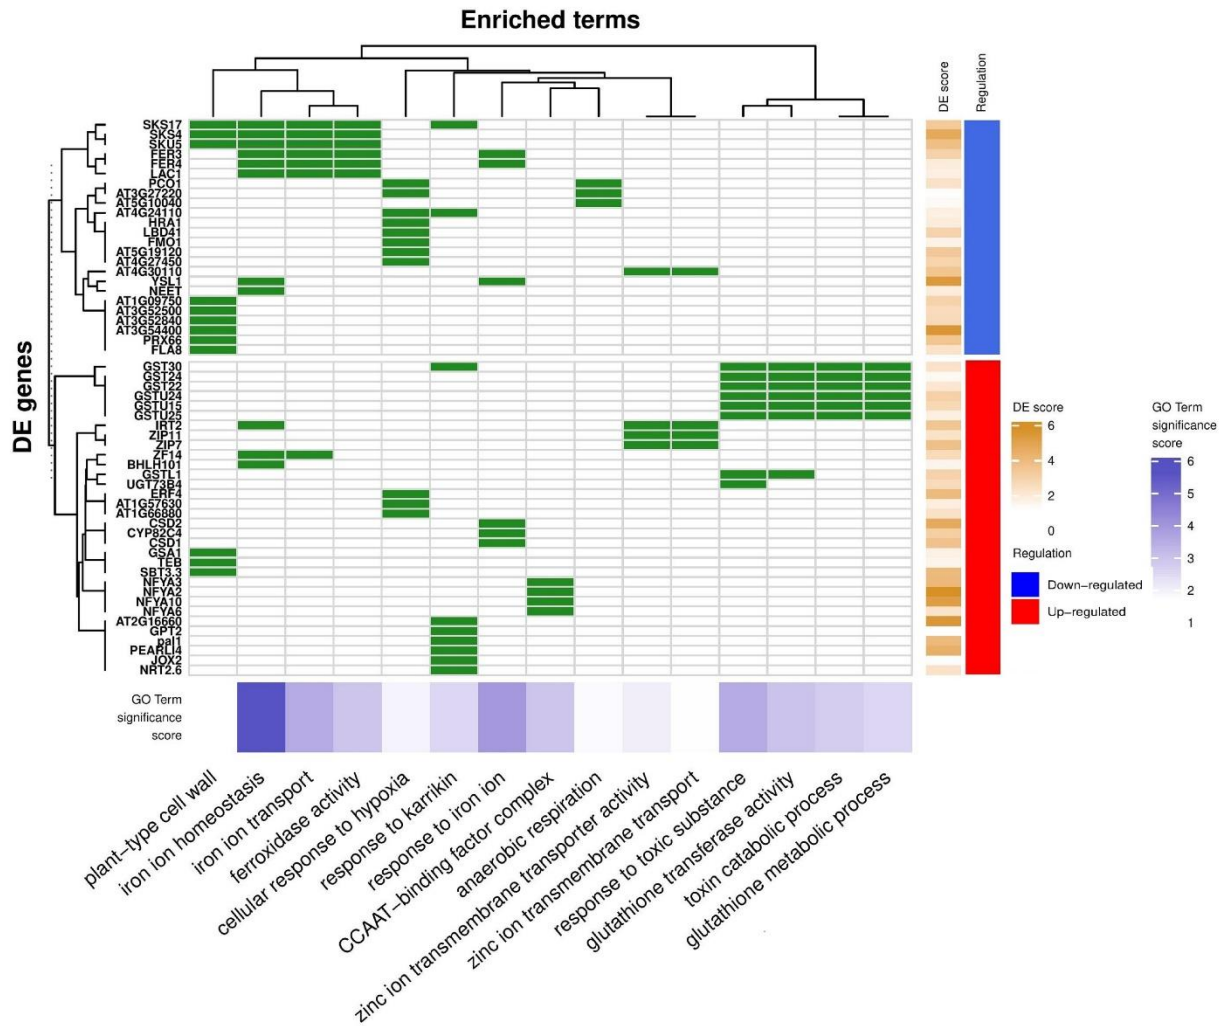 Enriched terms
DE score
Regulation
DE genes
SKS17
SKS4
SKU5
FER3
FER4
LAC1
PCO1
AT3G27220
AT5G10040
AT4G24110
HRA1
LBD41
FMO1
AT5G19120
AT4G27450
AT4G30110
YSL1
NEET
AT1G09750
AT3G52500
AT3G52840
AT3G54400
PRX66
FLA8
GST30
GST24
GST22
GSTU24
GSTU15
GSTU25
IRT2
ZIP11
ZIP7
ZF14
BHLH101
GSTL1
UGT73B4
ERF4
AT1G57630
AT1G66880
CSD2
CYP82C4
CSD1
GSA1
TEB
SBT3.3
NFYA3
NFYA2
NFYA10
NFYA6
AT2G16660
GPT2
pal1
PEARLI4
JOX2
NRT2.6
DE score
6
4
2
0
Regulation
Down-regulated
Up-regulated
GO Term
significance
score
6
5
4
3
2
1
GO Term
significance
score
plant-type cell wall
iron ion homeostasis
iron ion transport
ferroxidase activity
cellular response to hypoxia
response to karrikin
response to iron ion
CCAAT-binding factor complex
anaerobic respiration
zinc ion transmembrane transporter activity
zinc ion transmembrane transport
response to toxic substance
glutathione transferase activity
toxin catabolic process
glutathione metabolic process